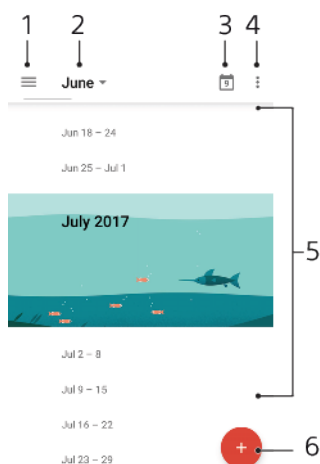 1 2 3 4
June 9
Jun 18 – 24
Jun 25 – Jul 1
July 2017
5
Jul 2 – 8
Jul 9 – 15
Jul 16 – 22
6
Jul 23 – 29